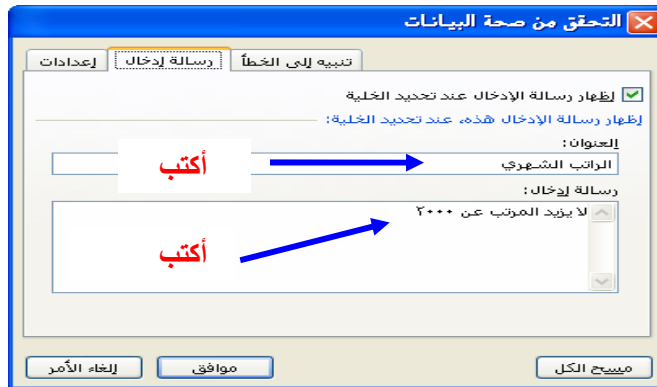 التحقق من صحة البيانات
إعدادات رسالة إدخال تنبيه إلى الخطأ
إظهار رسالة الإدخال عند تحديد الخلية
إظهار رسالة الإدخال هذه، عند تحديد الخلية:
العنوان:
الراتب الشهري
أكتب
رسالة إدخال:
لا يزيد المرتب عن ٢٠٠٠
أكتب
مسح الكل موافق إلغاء الأمر